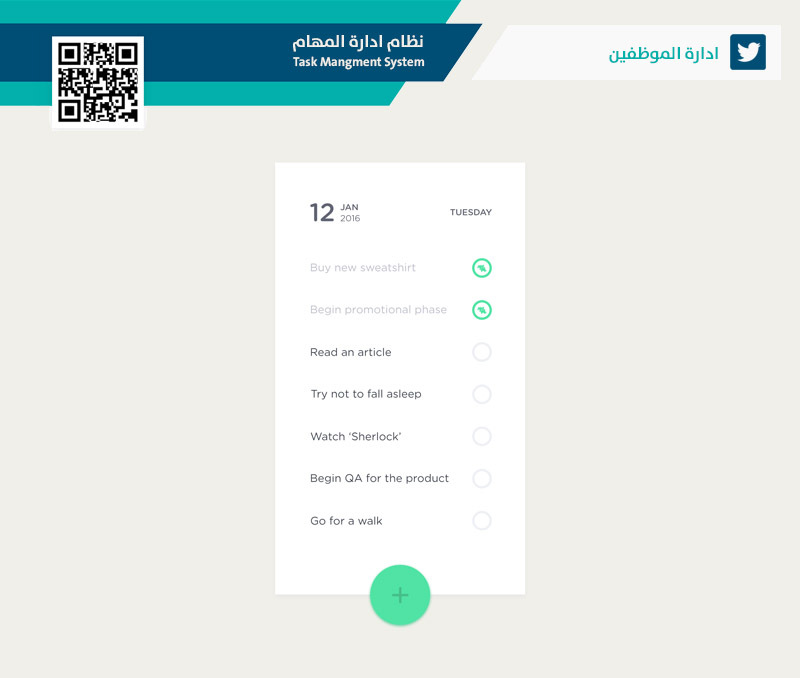 نظام ادارة المهام
Task Mangment System
ادارة الموظفين
12 JAN 2016
TUESDAY
Buy new sweatshirt
Begin promotional phase
Read an article
Try not to fall asleep
Watch ‘Sherlock’
Begin QA for the product
Go for a walk
+